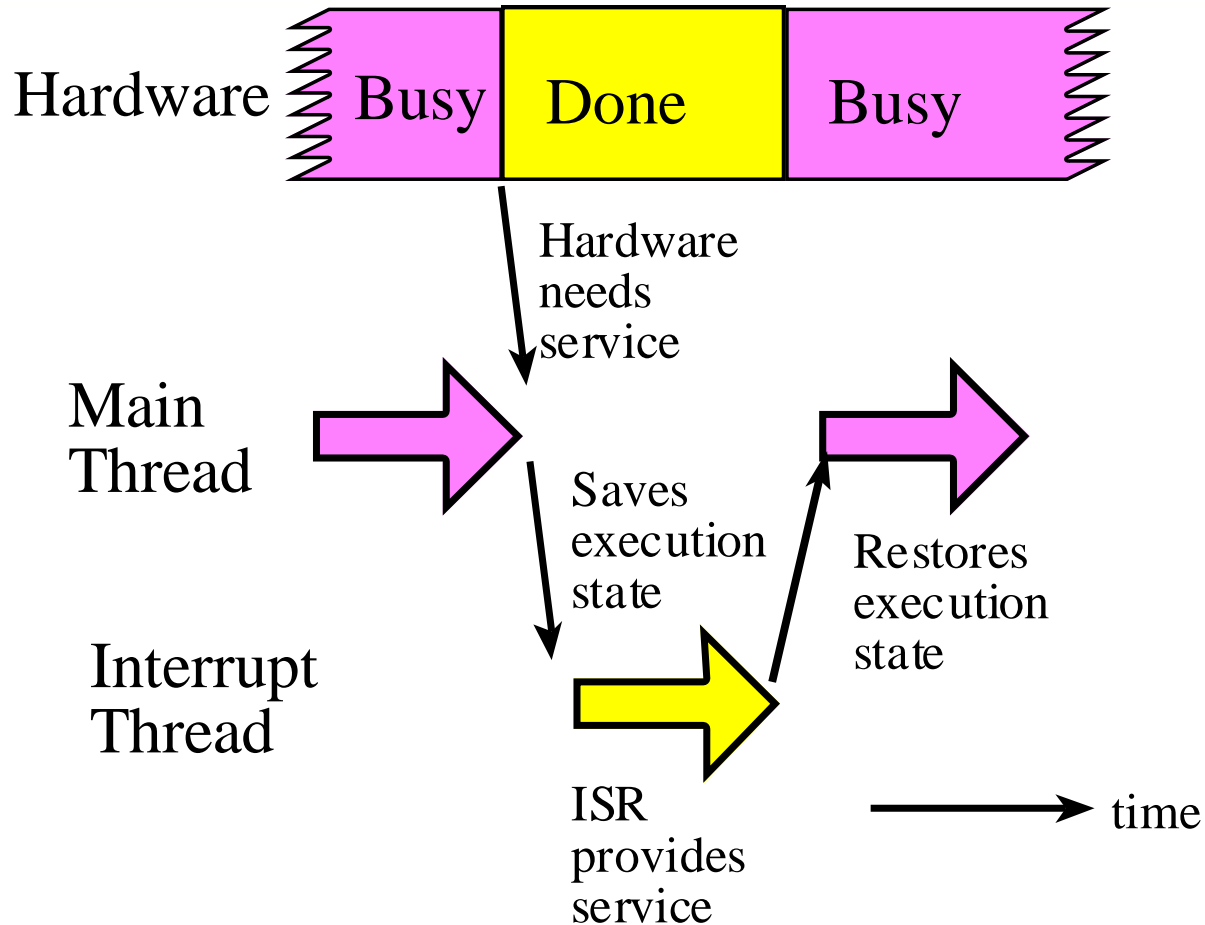 Hardware
Busy
Done
Busy
Hardware
needs
service
Main
Thread
Saves
execution
state
Restores
execution
state
Interrupt
Thread
ISR
provides
service
time